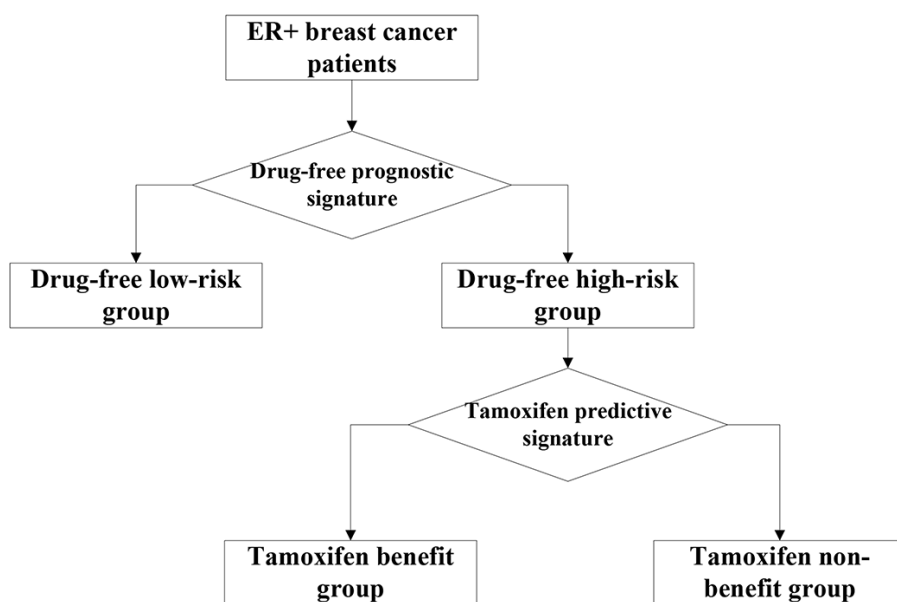 ER+ breast cancer
patients
Drug-free prognostic
signature
Drug-free low-risk
group
Drug-free high-risk
group
Tamoxifen predictive
signature
Tamoxifen benefit
group
Tamoxifen non-
benefit group